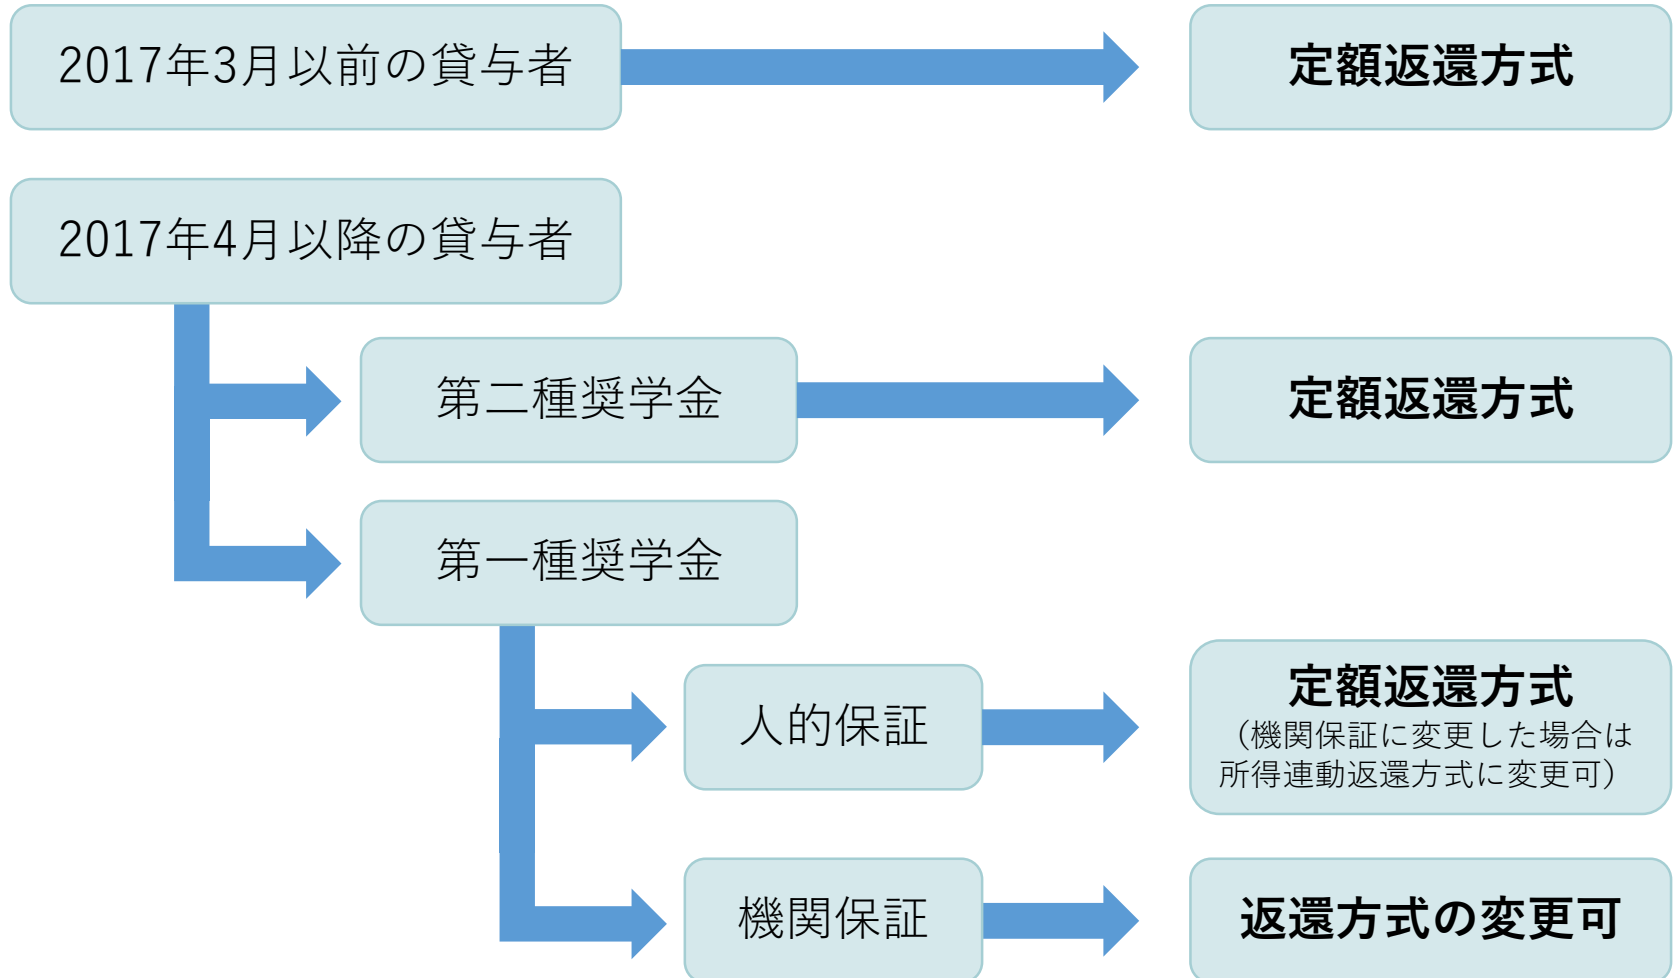 2017年3月以前の貸与者
定額返還方式
2017年4月以降の貸与者
第二種奨学金
定額返還方式
第一種奨学金
人的保証
定額返還方式
（機関保証に変更した場合は
所得連動返還方式に変更可）
機関保証
返還方式の変更可